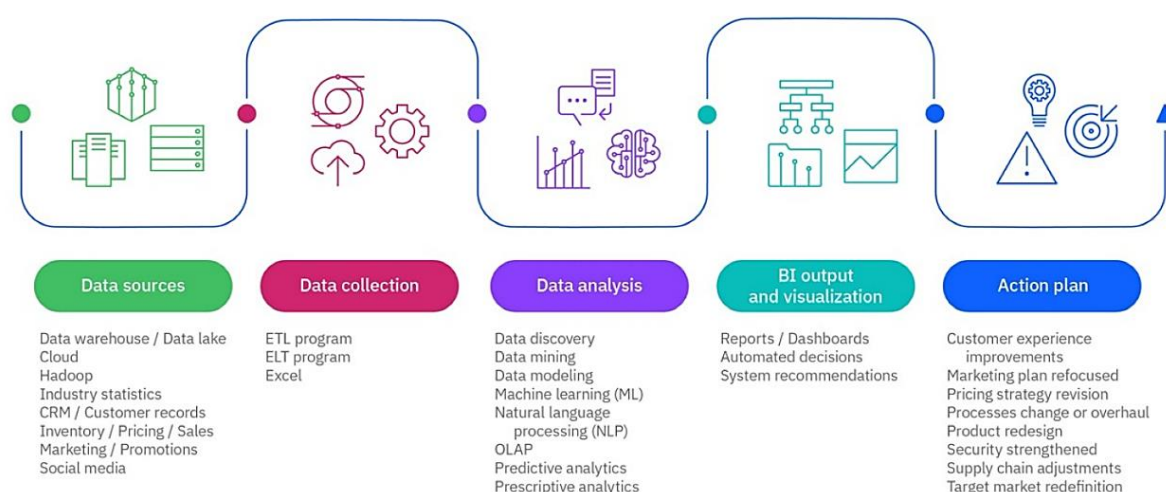 Data sources
Data warehouse / Data lake
Cloud
Hadoop
Industry statistics
CRM / Customer records
Inventory / Pricing / Sales
Marketing / Promotions
Social media
Data collection
ETL program
ELT program
Excel
Data analysis
Data discovery
Data mining
Data modeling
Machine learning (ML)
Natural language
processing (NLP)
OLAP
Predictive analytics
Prescriptive analytics
BI output
and visualization
Reports / Dashboards
Automated decisions
System recommendations
Action plan
Customer experience
improvements
Marketing plan refocused
Pricing strategy revision
Processes change or overhaul
Product redesign
Security strengthened
Supply chain adjustments
Target market redefinition